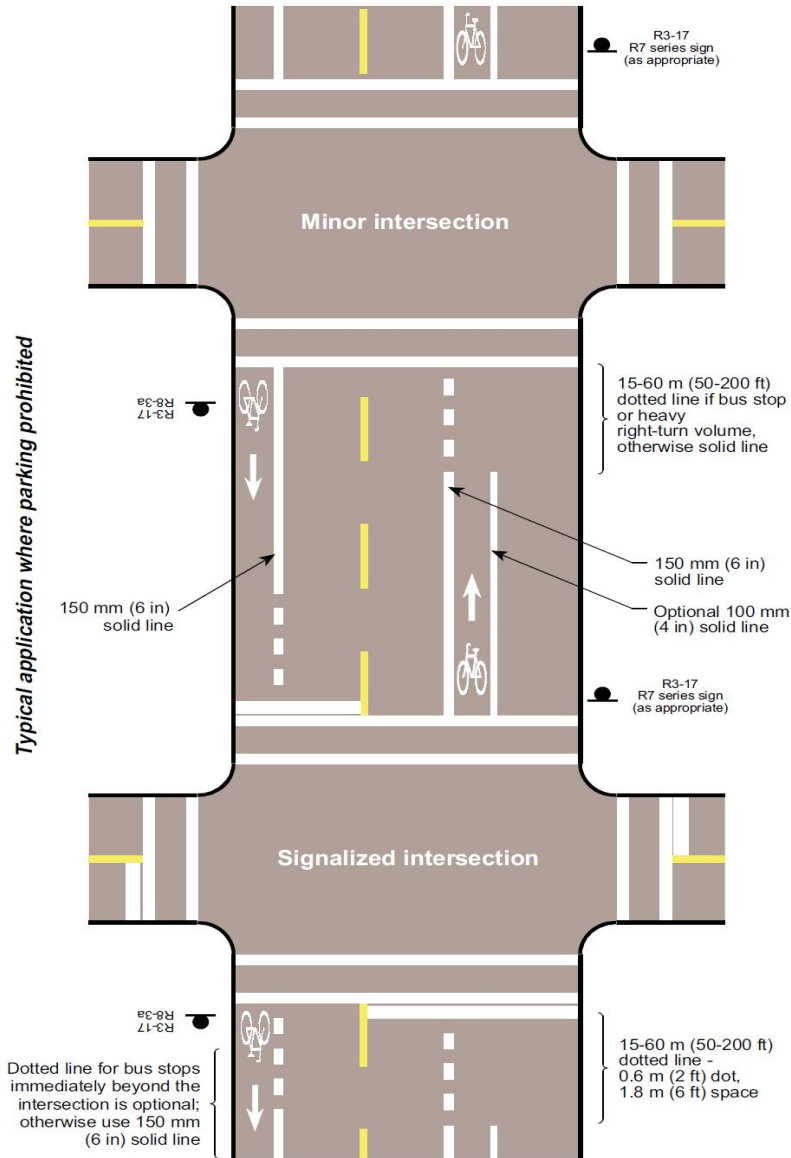 R3-17
R7 series sign
(as appropriate)
Minor intersection
Typical application where parking prohibited
R3-17
R8-3a
15-60 m (50-200 ft)
dotted line if bus stop
or heavy
right-turn volume,
otherwise solid line
150 mm (6 in)
solid line
150 mm (6 in)
solid line
Optional 100 mm
(4 in) solid line
R3-17
R7 series sign
(as appropriate)
Signalized intersection
R3-17
R8-3a
Dotted line for bus stops
immediately beyond the
intersection is optional;
otherwise use 150 mm
(6 in) solid line
15-60 m (50-200 ft)
dotted line -
0.6 m (2 ft) dot,
1.8 m (6 ft) space